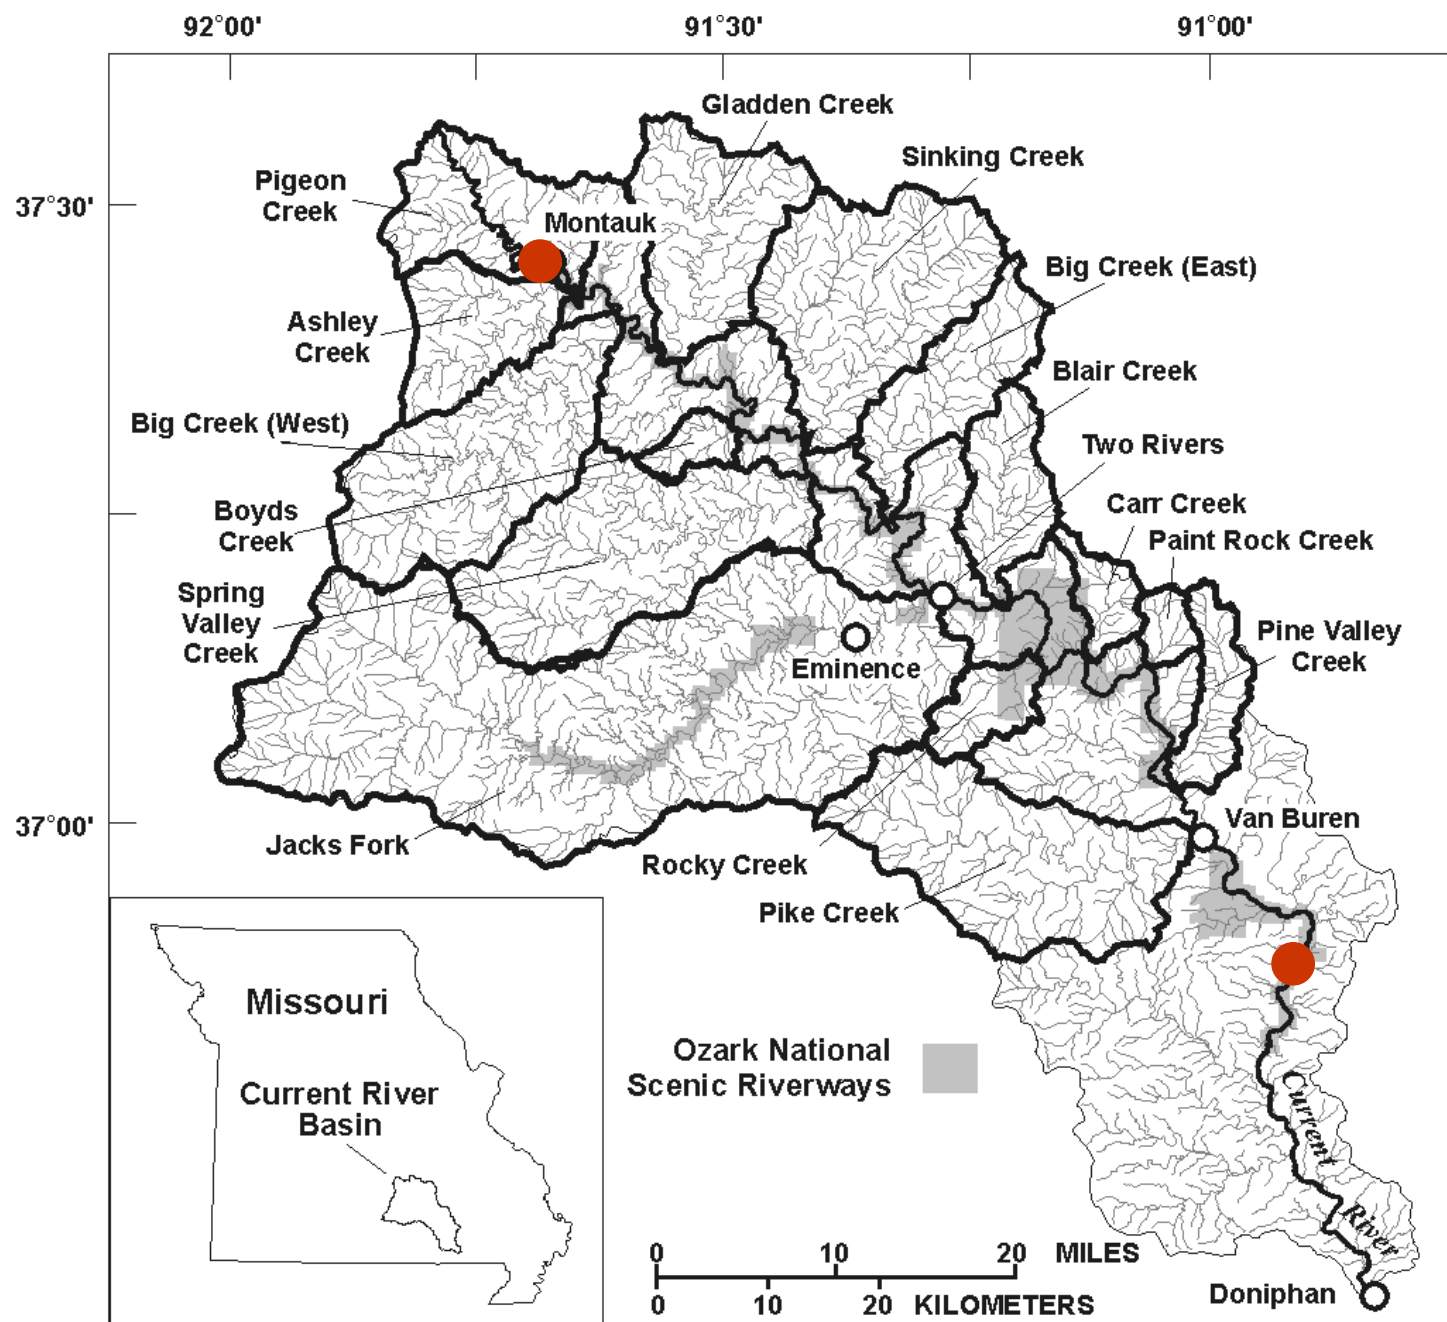 92°00'
91°30'
91°00'
Gladden Creek
Sinking Creek
Pigeon
Creek
37°30'
Montauk
Big Creek (East)
Ashley
Creek
Blair Creek
Big Creek (West)
Two Rivers
Boyds
Creek
Carr Creek
Paint Rock Creek
Spring
Valley
Creek
Pine Valley
Creek
Eminence
37°00'
Jacks Fork
Van Buren
Rocky Creek
Pike Creek
Missouri
Current River
Basin
Ozark National
Scenic Riverways
Current
River
0 10 20 MILES
0 10 20 KILOMETERS
Doniphan